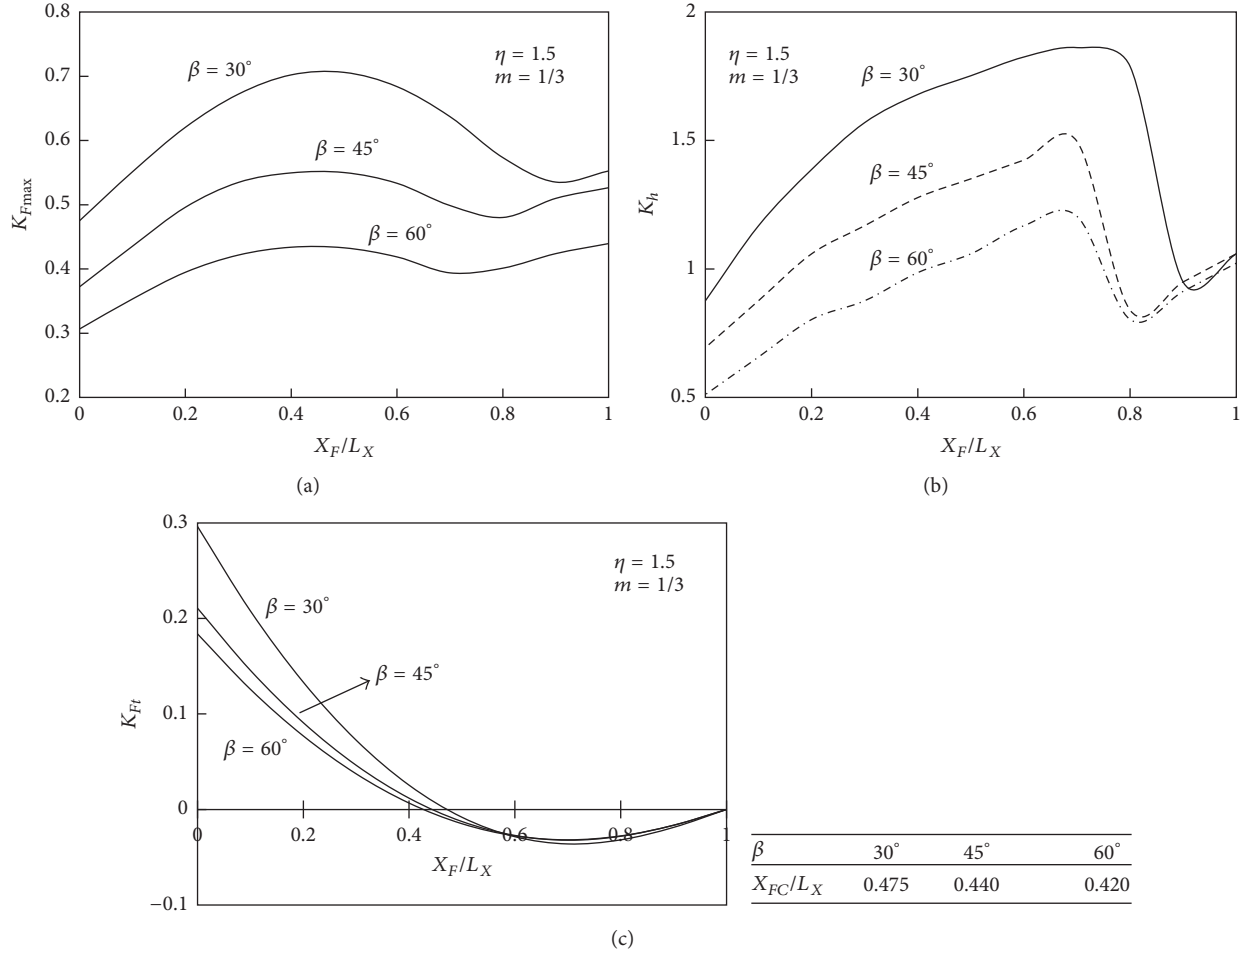 0.8
0.7
0.6
0.5
0.4
0.3
0.2
K_Fmax
β = 30°
β = 45°
β = 60°
η = 1.5
m = 1/3
0 0.2 0.4 0.6 0.8 1
X_F/L_X
(a)
2
1.5
1
0.5
K_h
η = 1.5
m = 1/3
β = 30°
β = 45°
β = 60°
0 0.2 0.4 0.6 0.8 1
X_F/L_X
(b)
0.3
0.2
0.1
0
−0.1
K_Ft
η = 1.5
m = 1/3
β = 30°
β = 45°
β = 60°
0 0.2 0.4 0.6 0.8 1
X_F/L_X
β 30° 45° 60°
X_FC/L_X 0.475 0.440 0.420
(c)